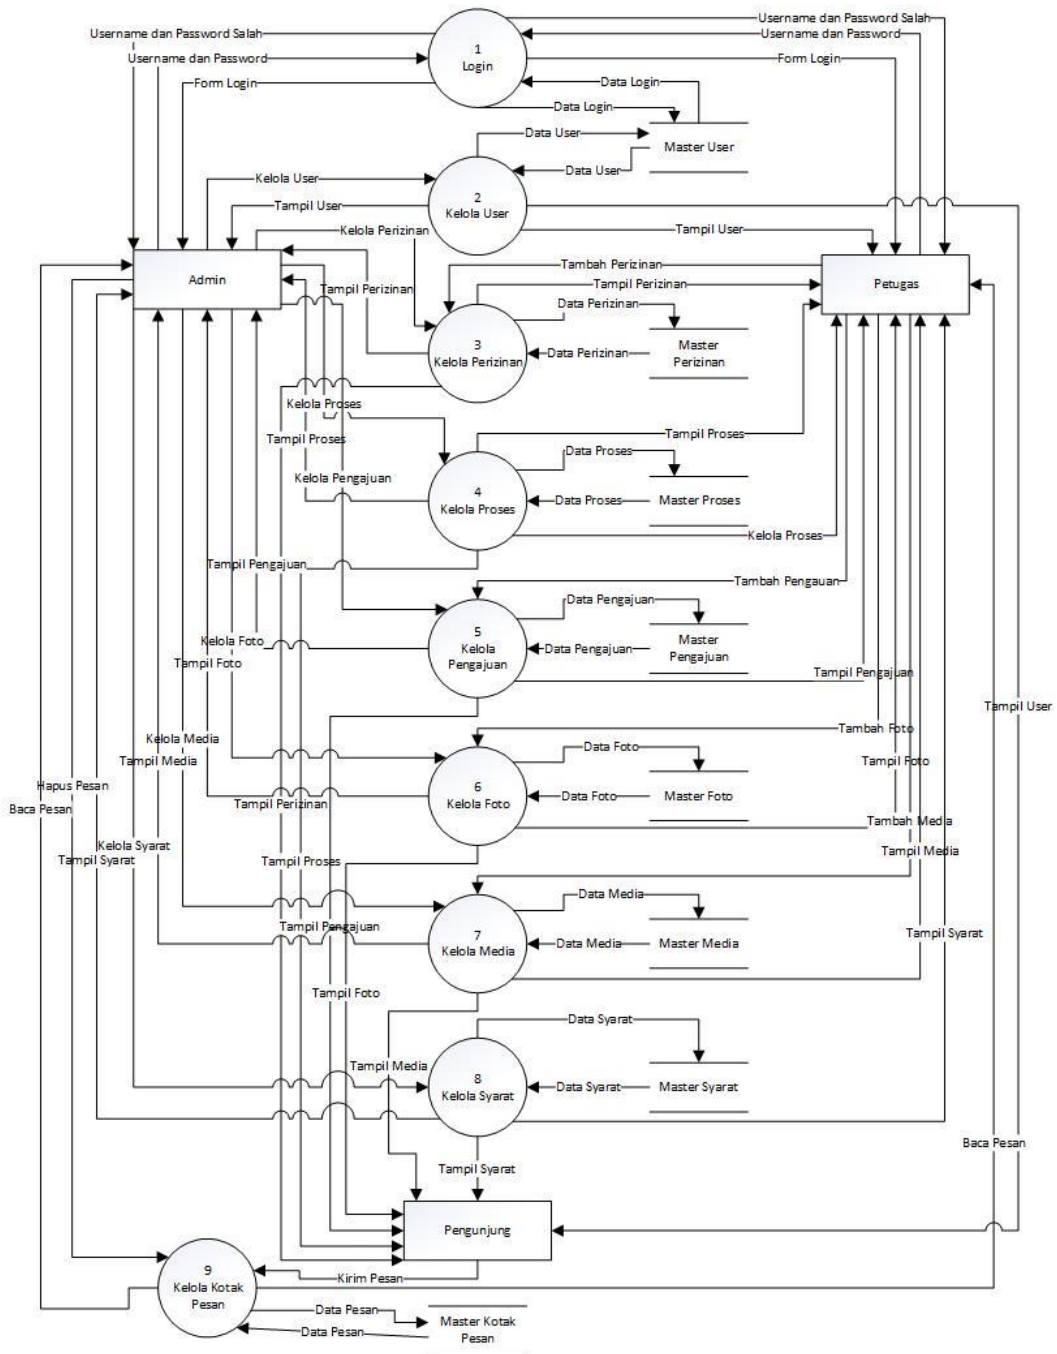 Username dan Password Salah
Username dan Password Salah
Username dan Password
1
Login
Username dan Password
Form Login
Form Login
Data Login
Data Login
Data User
Master User
Data User
Kelola User
2
Kelola User
Tampil User
Tampil User
Kelola Perizinan
Tambah Perizinan
Admin
Tampil Perizinan
Tampil Perizinan
Petugas
Data Perizinan
3
Kelola Perizinan
Data Perizinan
Master
Perizinan
Kelola Proses
Tampil Proses
Tampil Proses
Data Proses
Kelola Pengajuan
4
Kelola Proses
Data Proses
Master Proses
Kelola Proses
Tampil Pengajuan
Tambah Pengauan
Data Pengajuan
Kelola Foto
5
Kelola
Pengajuan
Data Pengajuan
Master
Pengajuan
Tampil Foto
Tampil Pengajuan
Tampil User
Tambah Foto
Kelola Media
Data Foto
Tampil Media
Tampil Foto
Hapus Pesan
6
Kelola Foto
Data Foto
Master Foto
Baca Pesan
Tampil Perizinan
Tambah Media
Kelola Syarat
Tampil Media
Tampil Syarat
Tampil Proses
Data Media
Tampil Pengajuan
Tampil Syarat
7
Kelola Media
Data Media
Master Media
Tampil Foto
Data Syarat
Tampil Media
8
Kelola Syarat
Data Syarat
Master Syarat
Baca Pesan
Tampil Syarat
Pengunjung
9
Kelola Kotak
Pesan
Kirim Pesan
Data Pesan
Master Kotak
Pesan
Data Pesan